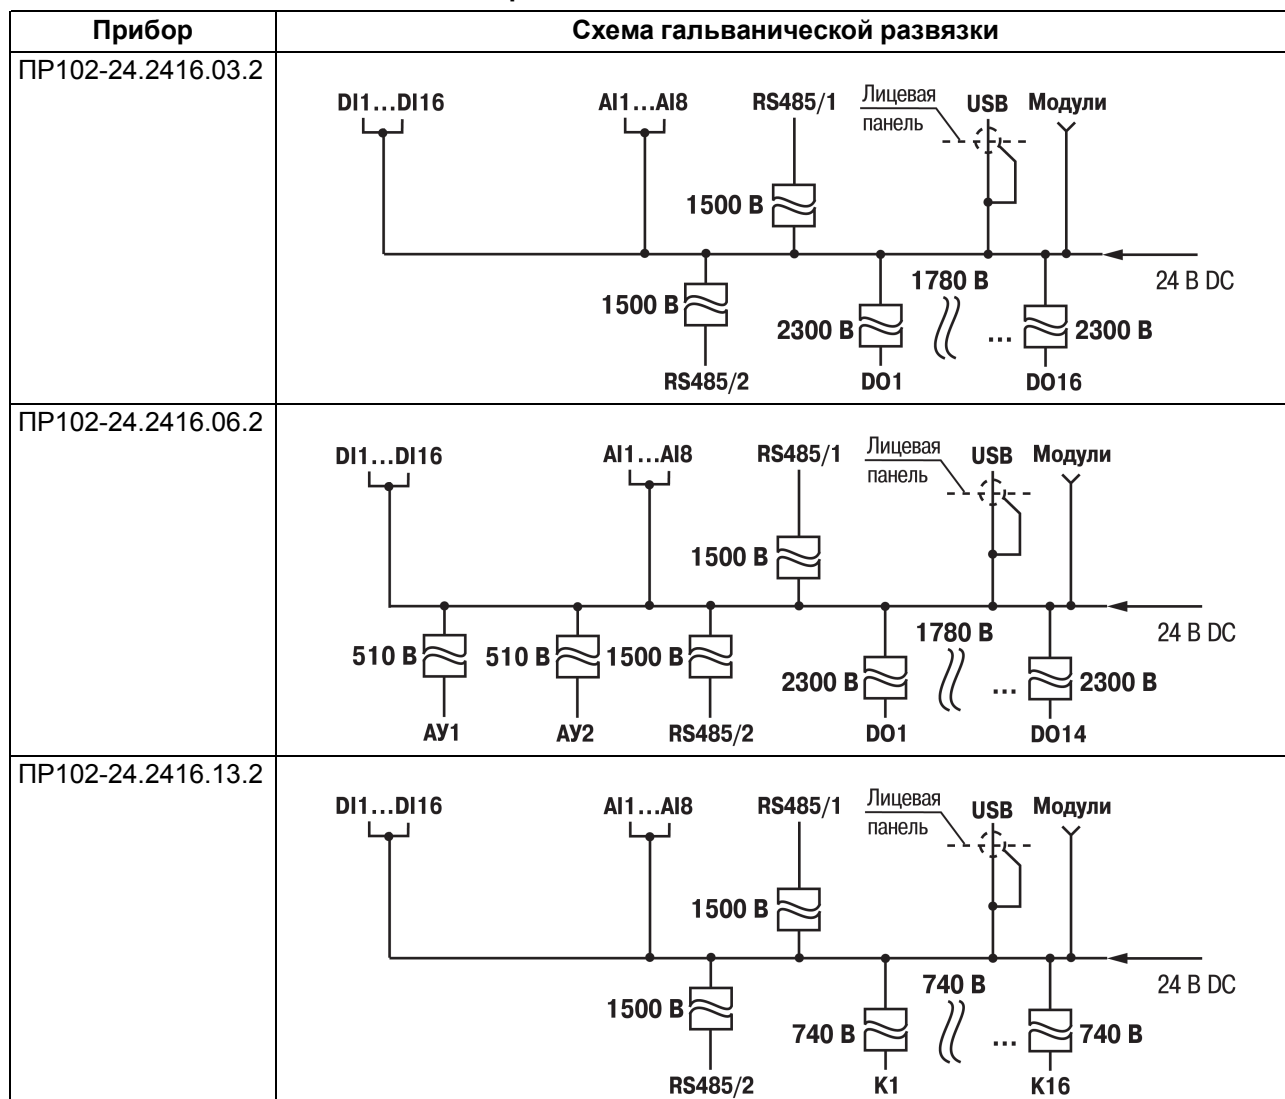 Прибор
Схема гальванической развязки
ПР102-24.2416.03.2
DI1...DI16
AI1...AI8
RS485/1
Лицевая
панель
USB
Модули
1500 В
24 В DC
1500 В
2300 В
1780 В
...
2300 В
RS485/2
DO1
DO16
ПР102-24.2416.06.2
DI1...DI16
AI1...AI8
RS485/1
Лицевая
панель
USB
Модули
1500 В
24 В DC
510 В
510 В
1500 В
2300 В
1780 В
...
2300 В
АУ1
АУ2
RS485/2
DO1
DO14
ПР102-24.2416.13.2
DI1...DI16
AI1...AI8
RS485/1
Лицевая
панель
USB
Модули
1500 В
24 В DC
1500 В
740 В
740 В
...
740 В
RS485/2
К1
К16